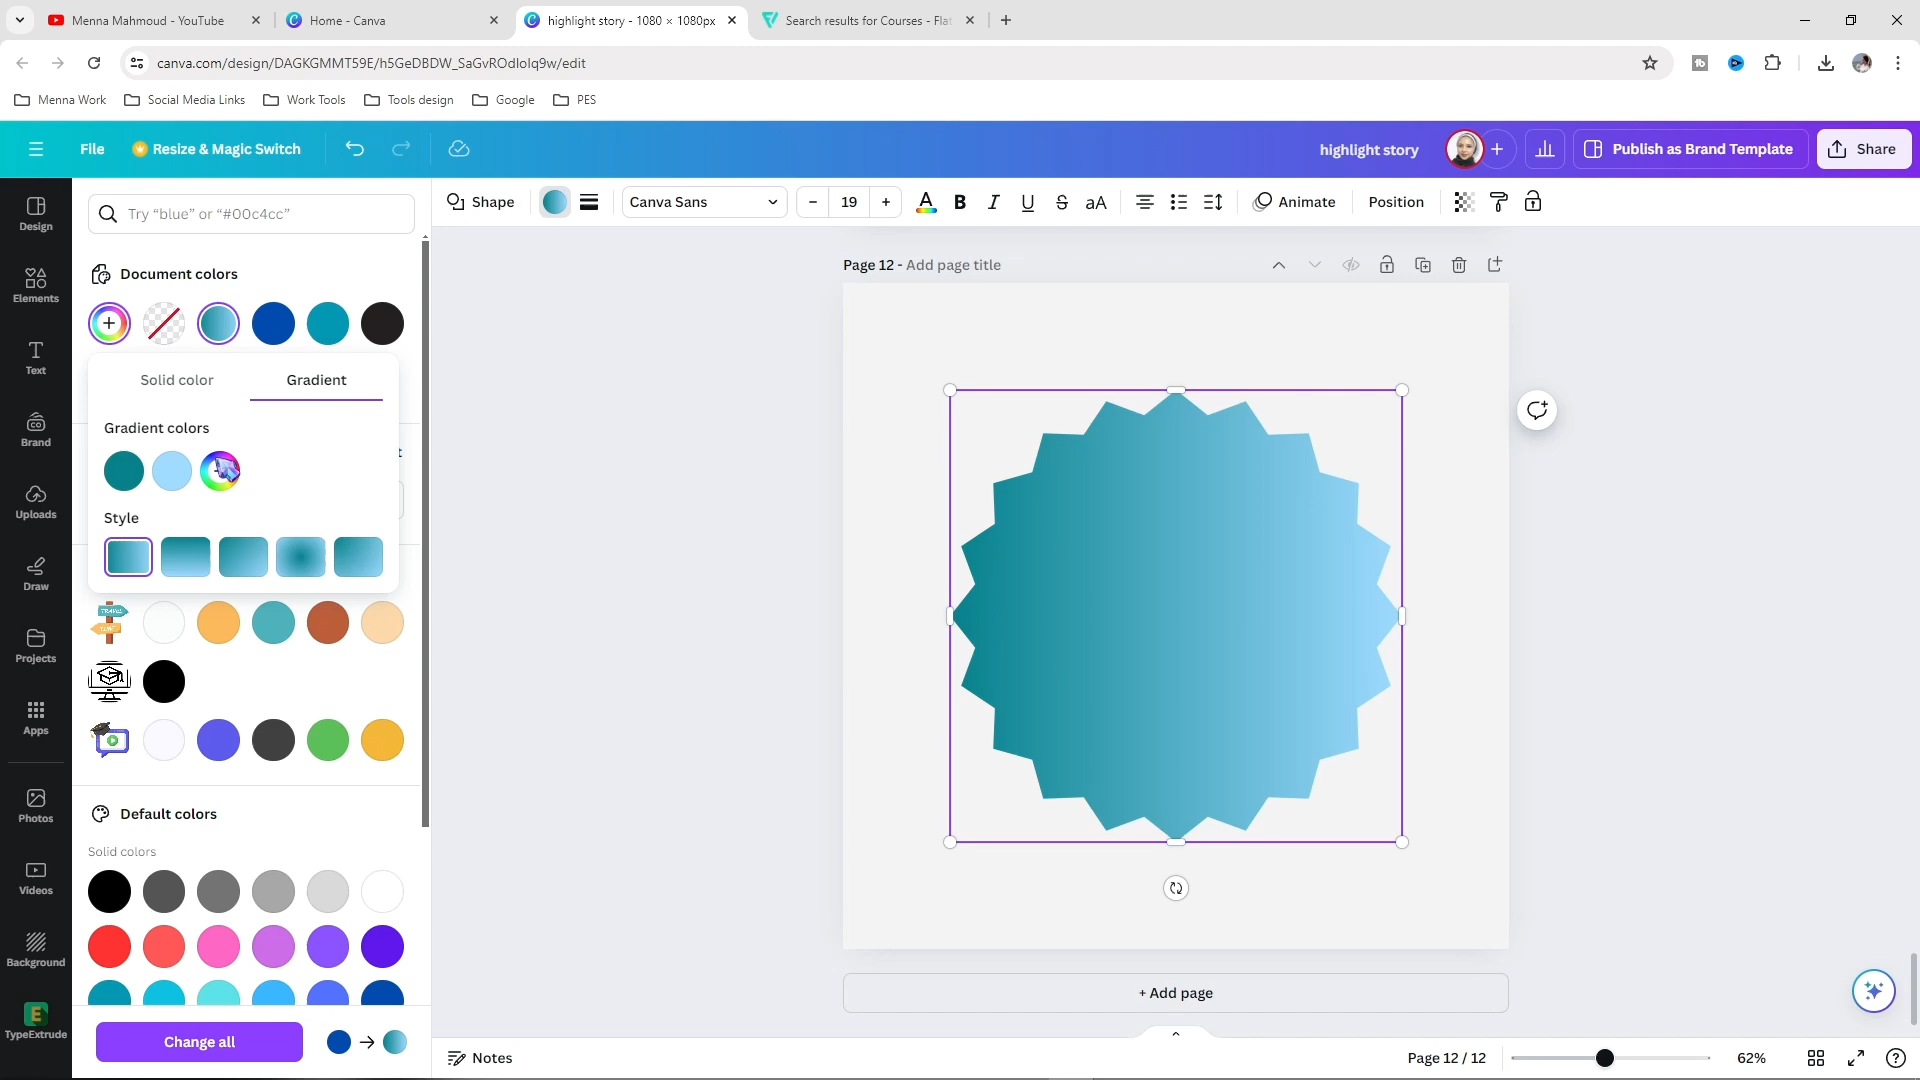 Menna Mahmoud - YouTube
Home - Canva
highlight story - 1080 × 1080px
Search results for Courses - Flat
canva.com/design/DAGKGMMT59E/h5GeDBDW_SaGvROdIoIq9w/edit
Menna Work
Social Media Links
Work Tools
Tools design
Google
PES
File
Resize & Magic Switch
highlight story
Publish as Brand Template
Share
Design
Elements
Text
Brand
Uploads
Draw
Projects
Apps
Photos
Videos
Background
TypeExtrude
Try “blue” or “#00c4cc”
Shape
Canva Sans
19
aA
Animate
Position
Document colors
Solid color
Gradient
Gradient colors
Style
Default colors
Solid colors
Change all
Page 12 - Add page title
+ Add page
Notes
Page 12 / 12
62%